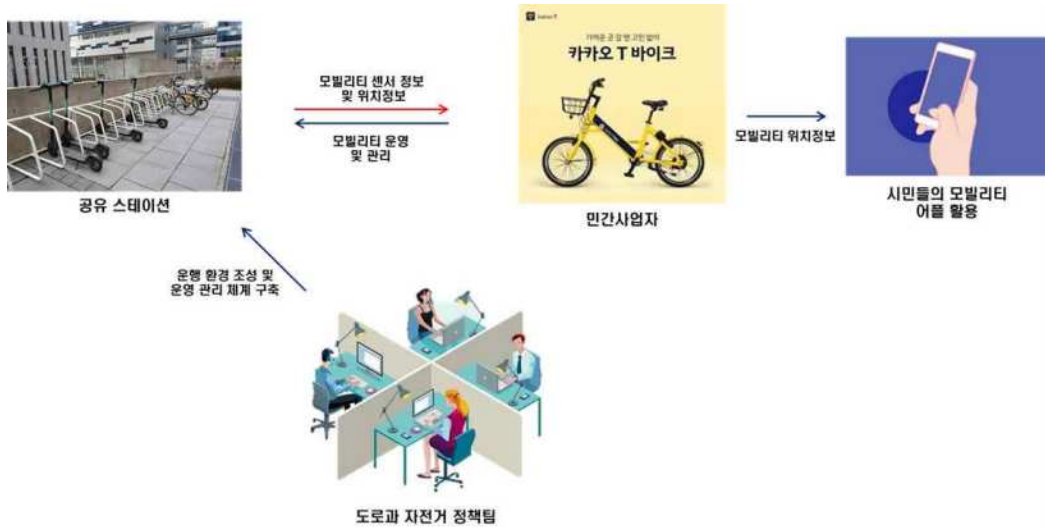 카카오 T 바이크
모빌리티 센서 정보
및 위치정보
모빌리티 운영
및 관리
모빌리티 위치정보
공유 스테이션
민간사업자
시민들의 모빌리티
어플 활용
운행 환경 조성 및
운영 관리 체계 구축
도로과 자전거 정책팀